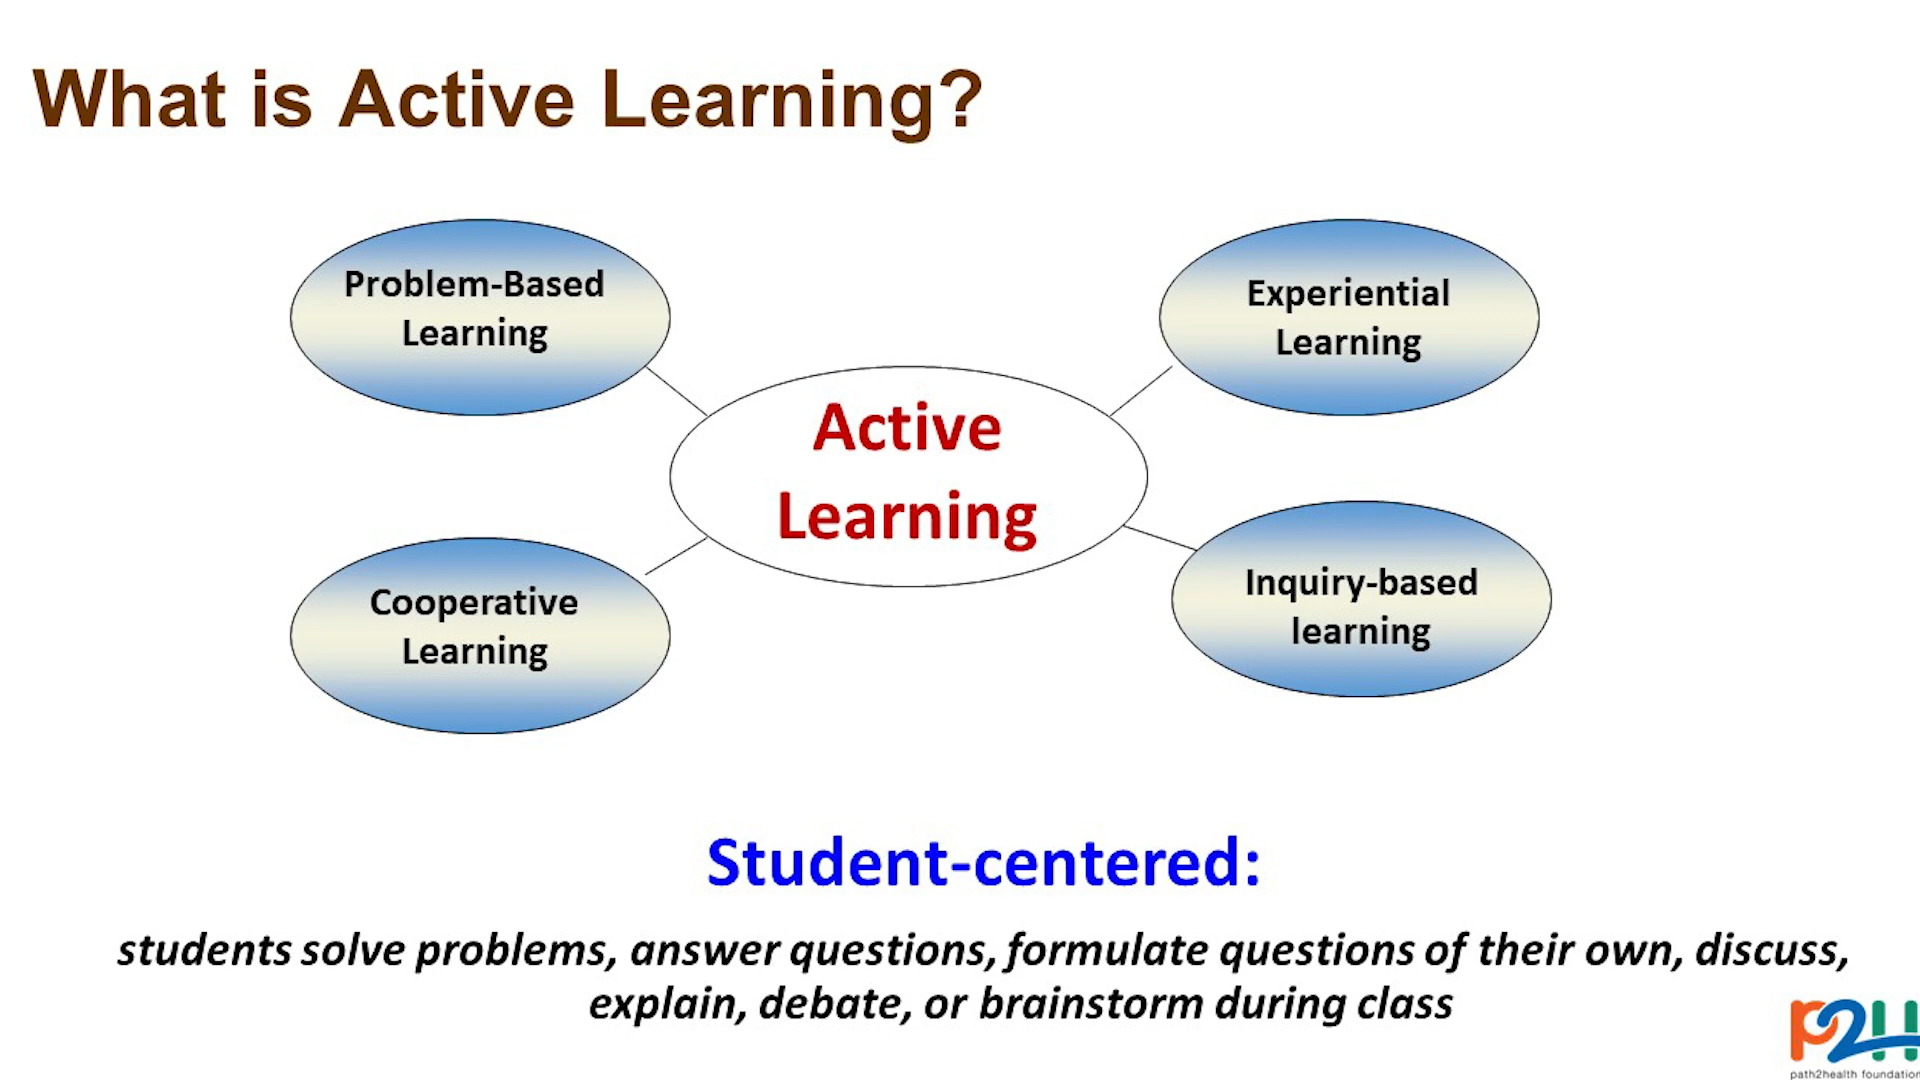 What is Active Learning?
Problem-Based
Learning
Experiential
Learning
Active
Learning
Cooperative
Learning
Inquiry-based
learning
Student-centered:
students solve problems, answer questions, formulate questions of their own, discuss,
explain, debate, or brainstorm during class
P2H
path2health foundation